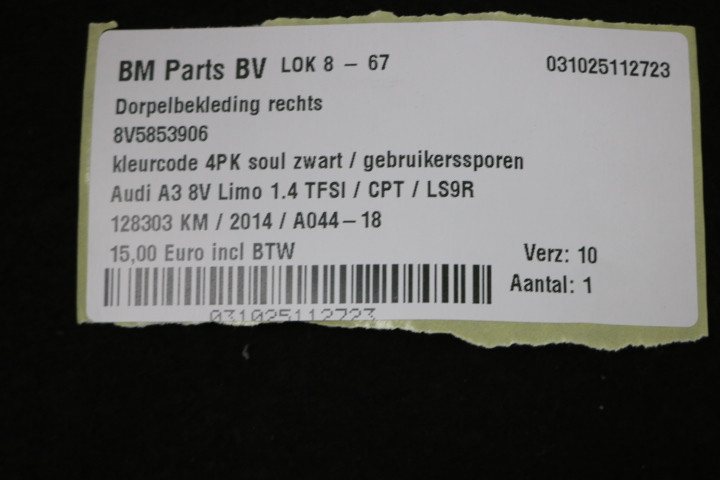 BM Parts BV LOK 8 – 67 031025112723
Dorpelbekleding rechts
8V5853906
kleurcode 4PK soul zwart / gebruikerssporen
Audi A3 8V Limo 1.4 TFSI / CPT / LS9R
128303 KM / 2014 / A044–18
15,00 Euro incl BTW Verz: 10
Aantal: 1
031025112723